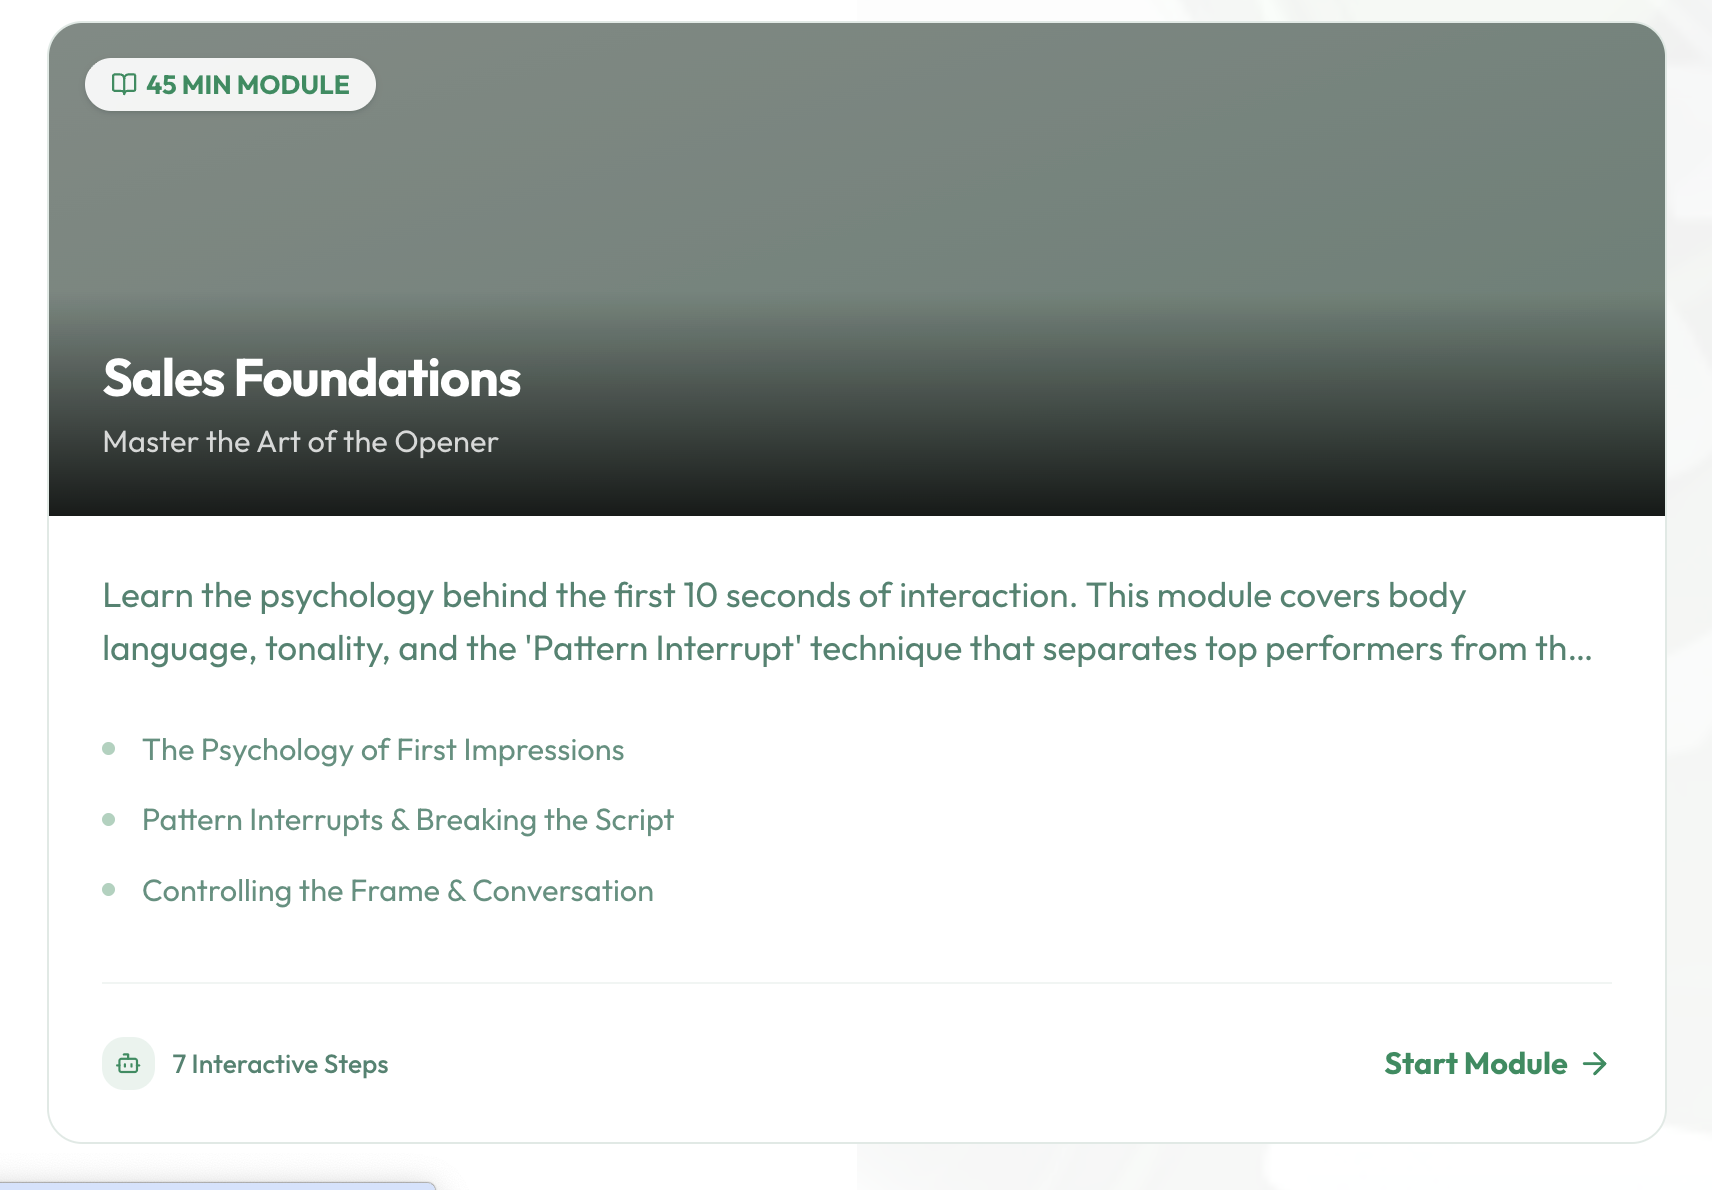 45 MIN MODULE
Sales Foundations
Master the Art of the Opener
Learn the psychology behind the first 10 seconds of interaction. This module covers body
language, tonality, and the 'Pattern Interrupt' technique that separates top performers from th...
The Psychology of First Impressions
Pattern Interrupts & Breaking the Script
Controlling the Frame & Conversation
7 Interactive Steps
Start Module